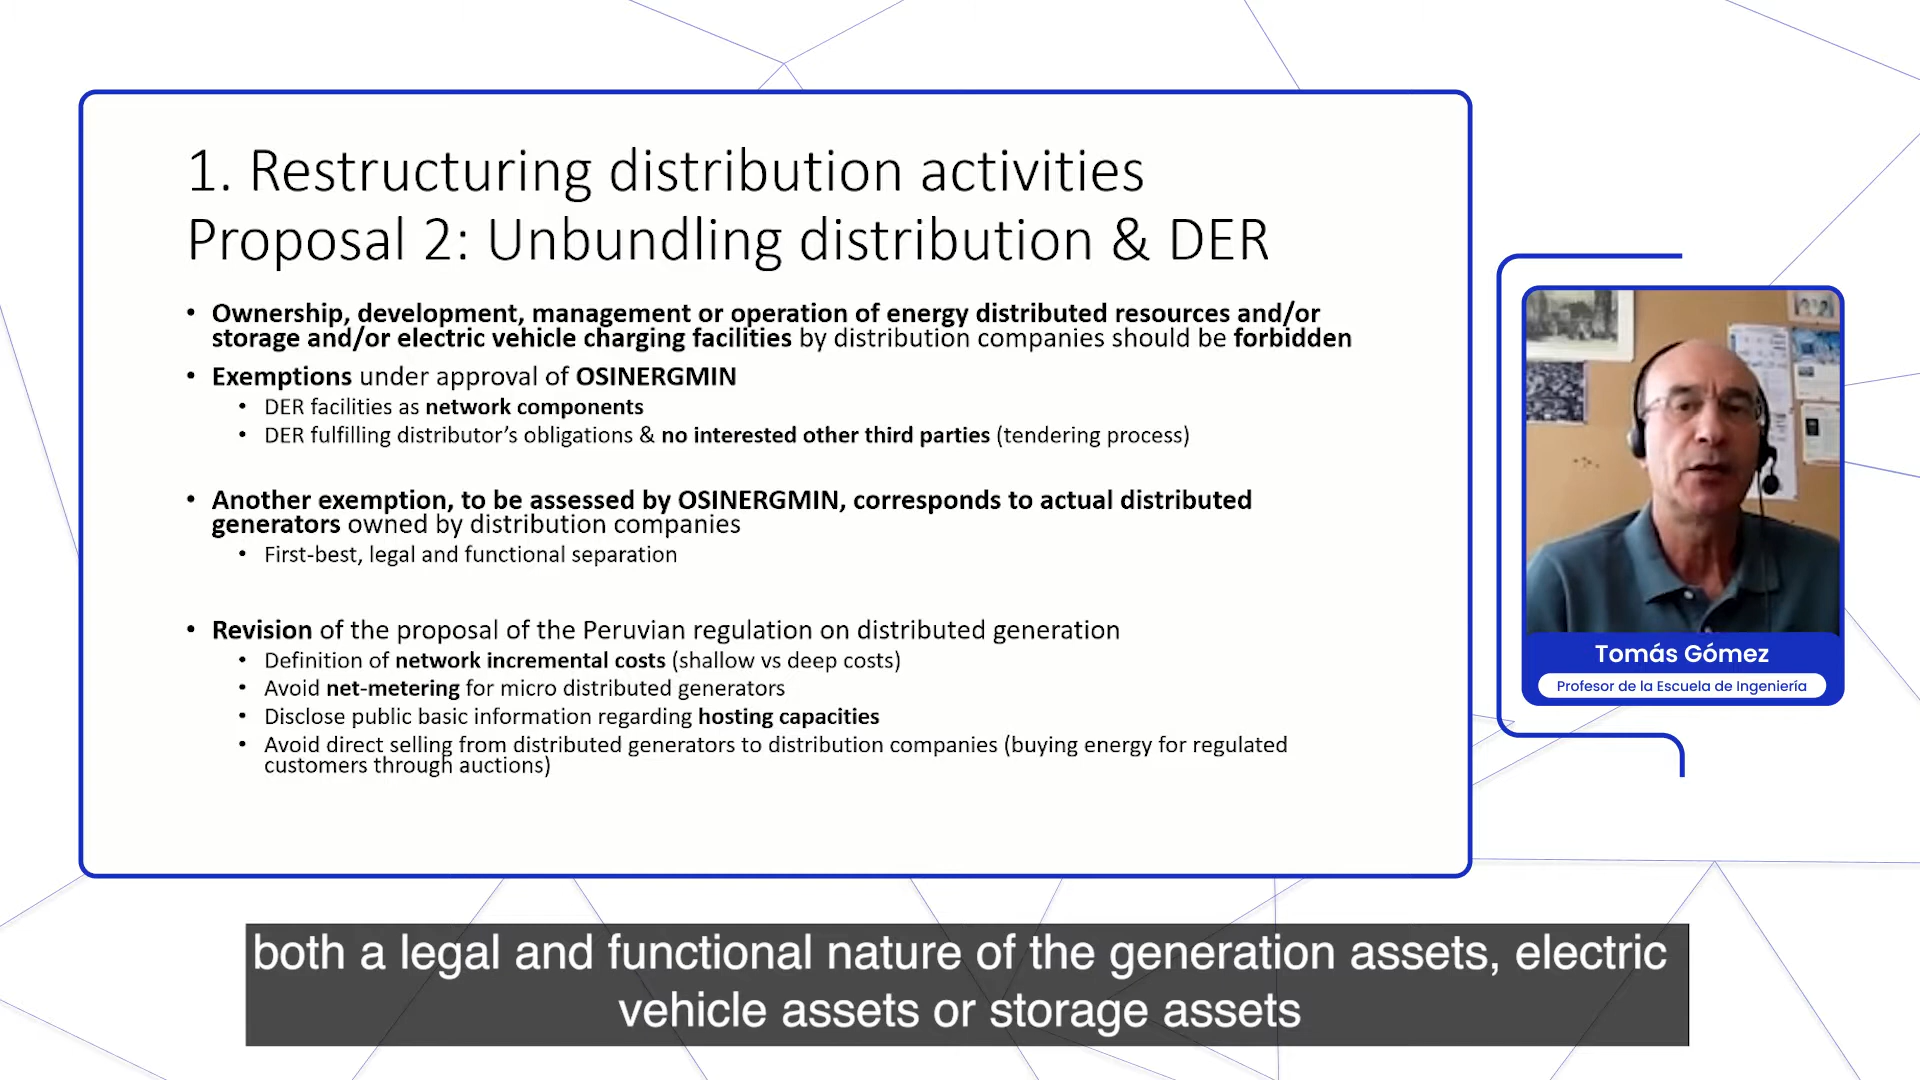 1. Restructuring distribution activities
Proposal 2: Unbundling distribution & DER
• Ownership, development, management or operation of energy distributed resources and/or
storage and/or electric vehicle charging facilities by distribution companies should be forbidden
• Exemptions under approval of OSINERGMIN
• DER facilities as network components
• DER fulfilling distributor's obligations & no interested other third parties (tendering process)
• Another exemption, to be assessed by OSINERGMIN, corresponds to actual distributed
generators owned by distribution companies
• First-best, legal and functional separation
• Revision of the proposal of the Peruvian regulation on distributed generation
• Definition of network incremental costs (shallow vs deep costs)
• Avoid net-metering for micro distributed generators
• Disclose public basic information regarding hosting capacities
• Avoid direct selling from distributed generators to distribution companies (buying energy for regulated
customers through auctions)
Tomás Gómez
Profesor de la Escuela de Ingeniería
both a legal and functional nature of the generation assets, electric
vehicle assets or storage assets